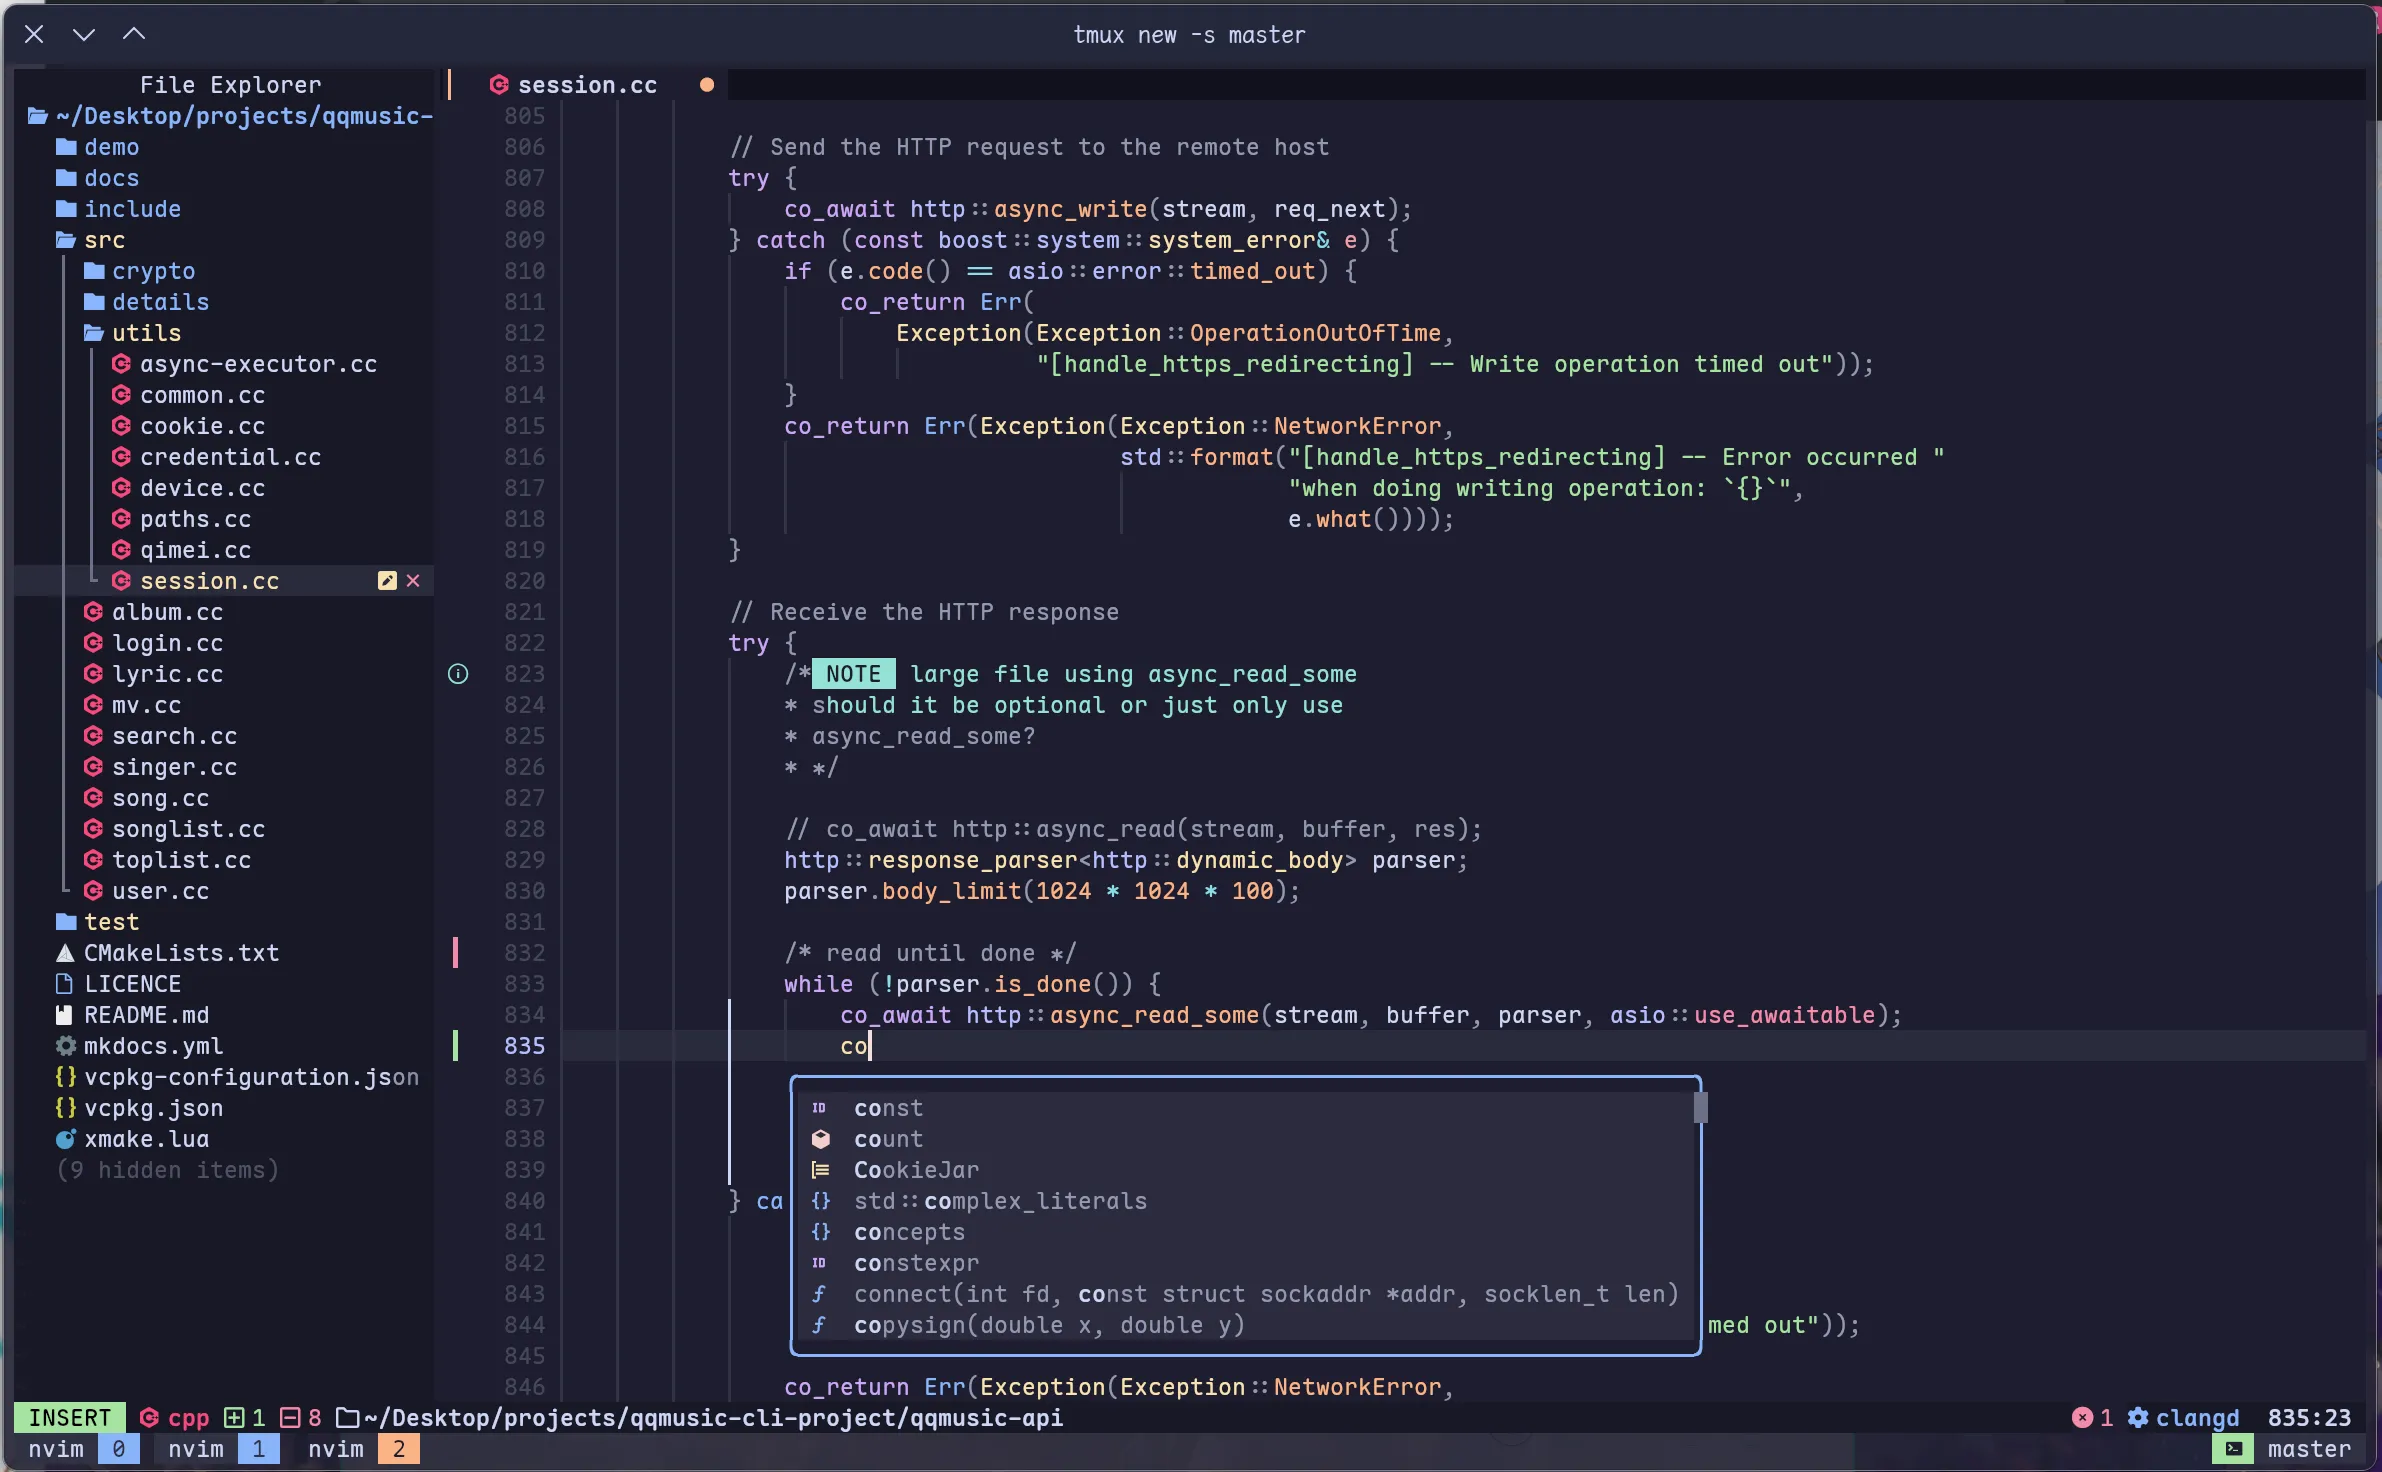 tmux new -s master
File Explorer
~/Desktop/projects/qqmusic-
demo
docs
include
src
crypto
details
utils
async-executor.cc
common.cc
cookie.cc
credential.cc
device.cc
paths.cc
qimei.cc
session.cc
album.cc
login.cc
lyric.cc
mv.cc
search.cc
singer.cc
song.cc
songlist.cc
toplist.cc
user.cc
test
CMakeLists.txt
LICENCE
README.md
mkdocs.yml
{} vcpkg-configuration.json
{} vcpkg.json
xmake.lua
(9 hidden items)
session.cc
805
806 // Send the HTTP request to the remote host
807 try {
808 co_await http::async_write(stream, req_next);
809 } catch (const boost::system::system_error& e) {
810 if (e.code() == asio::error::timed_out) {
811 co_return Err(
812 Exception(Exception::OperationOutOfTime,
813 "[handle_https_redirecting] -- Write operation timed out"));
814 }
815 co_return Err(Exception(Exception::NetworkError,
816 std::format("[handle_https_redirecting] -- Error occurred "
817 "when doing writing operation: `{}`",
818 e.what())));
819 }
820
821 // Receive the HTTP response
822 try {
823 /* NOTE large file using async_read_some
824 * should it be optional or just only use
825 * async_read_some?
826 * */
827
828 // co_await http::async_read(stream, buffer, res);
829 http::response_parser<http::dynamic_body> parser;
830 parser.body_limit(1024 * 1024 * 100);
831
832 /* read until done */
833 while (!parser.is_done()) {
834 co_await http::async_read_some(stream, buffer, parser, asio::use_awaitable);
835 co
836
837 const
838 count
839 CookieJar
840 } ca {} std::complex_literals
841 {} concepts
842 constexpr
843 f connect(int fd, const struct sockaddr *addr, socklen_t len)
844 f copysign(double x, double y) med out"));
845
846 co_return Err(Exception(Exception::NetworkError,
INSERT cpp 1 8 ~/Desktop/projects/qqmusic-cli-project/qqmusic-api 1 clangd 835:23
nvim 0 nvim 1 nvim 2 master